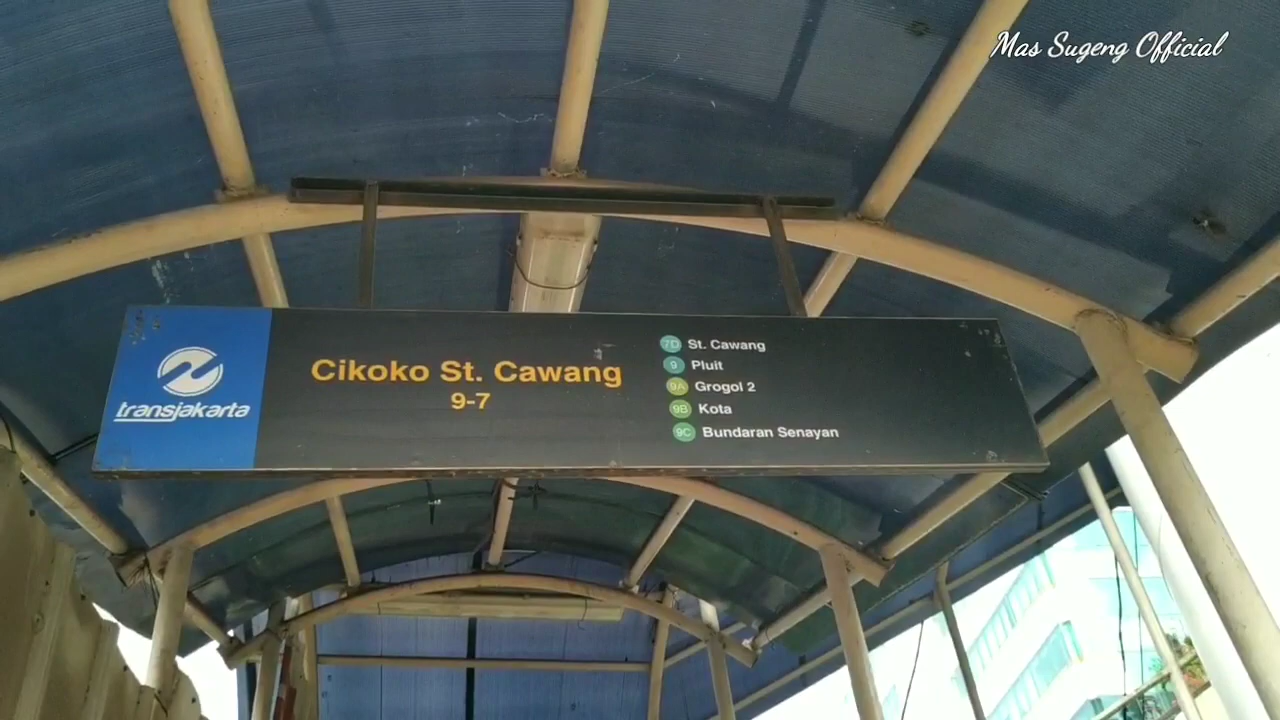 Mas Sugeng Official
transjakarta
Cikoko St. Cawang
9-7
7D St. Cawang
9 Pluit
9A Grogol 2
9B Kota
9C Bundaran Senayan